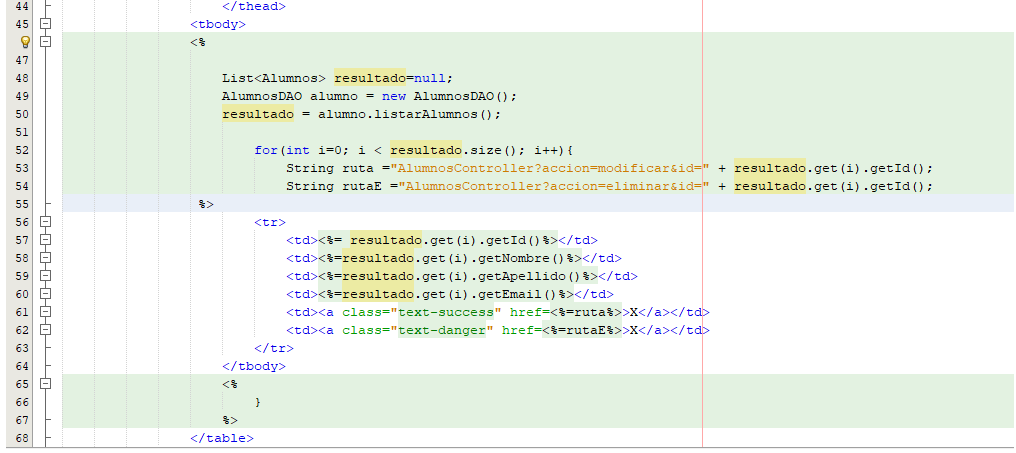 44 </thead>
45 <tbody>
<%
47
48 List<Alumnos> resultado=null;
49 AlumnosDAO alumno = new AlumnosDAO();
50 resultado = alumno.listarAlumnos();
51
52 for(int i=0; i < resultado.size(); i++){
53 String ruta ="AlumnosController?accion=modificar&id=" + resultado.get(i).getId();
54 String rutaE ="AlumnosController?accion=eliminar&id=" + resultado.get(i).getId();
55 %>
56 <tr>
57 <td><%= resultado.get(i).getId()%></td>
58 <td><%=resultado.get(i).getNombre()%></td>
59 <td><%=resultado.get(i).getApellido()%></td>
60 <td><%=resultado.get(i).getEmail()%></td>
61 <td><a class="text-success" href=<%=ruta%>>X</a></td>
62 <td><a class="text-danger" href=<%=rutaE%>>X</a></td>
63 </tr>
64 </tbody>
65 <%
66 }
67 %>
68 </table>